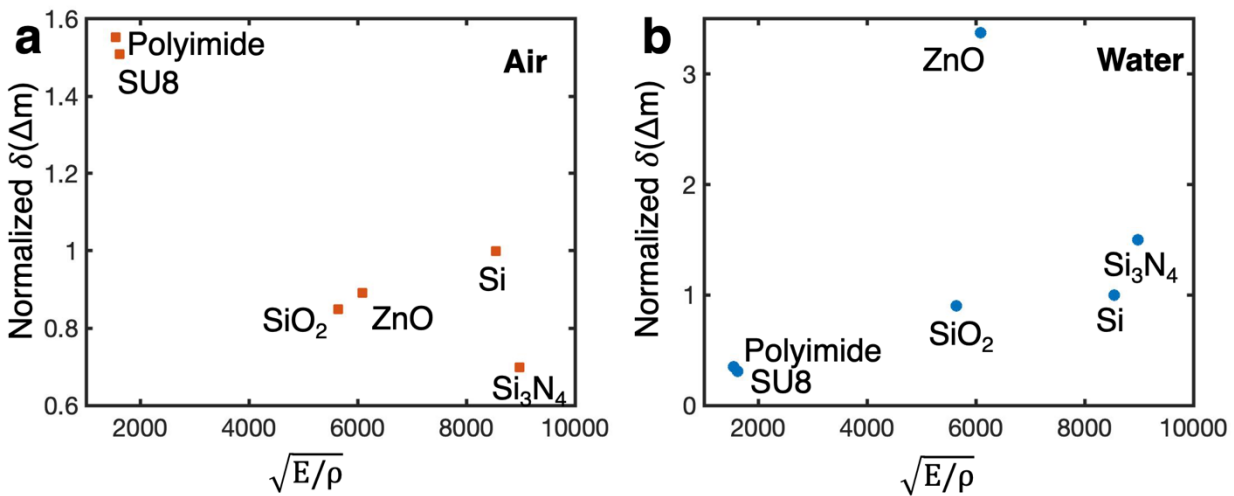 a
1.6
Polyimide
Air
SU8
1.4
Normalized δ(Δm)
1.2
1
Si
SiO₂
ZnO
0.8
Si₃N₄
0.6
2000 4000 6000 8000 10000
√E/ρ
b
ZnO
Water
3
Normalized δ(Δm)
2
Si₃N₄
1
Si
SiO₂
Polyimide
SU8
0
2000 4000 6000 8000 10000
√E/ρ